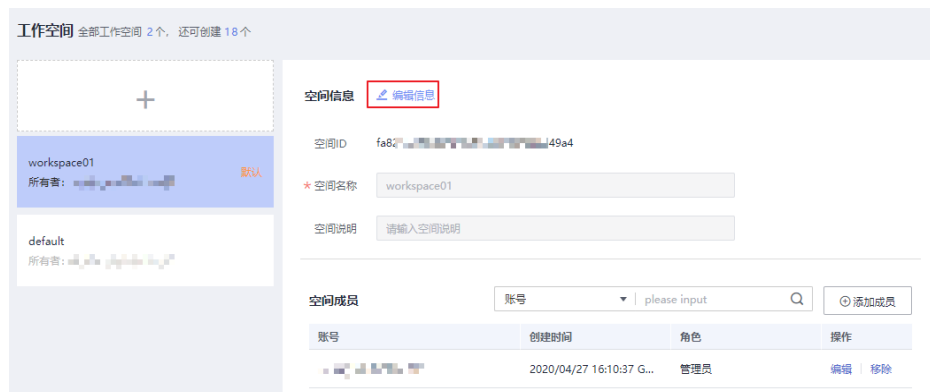 工作空间 全部工作空间 2个， 还可创建 18个
空间信息 编辑信息
空间ID fa82 49a4
workspace01
所有者：
默认
* 空间名称 workspace01
空间说明 请输入空间说明
default
所有者：
空间成员 账号 please input 添加成员
账号 创建时间 角色 操作
2020/04/27 16:10:37 G... 管理员 编辑 移除